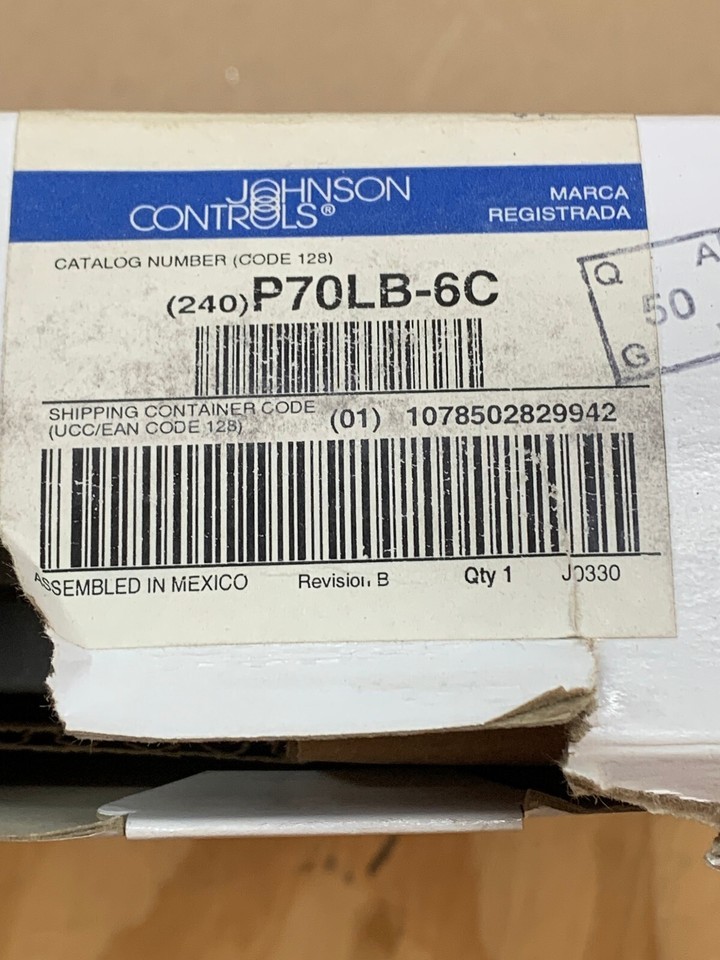 JOHNSON
CONTROLS®
MARCA
REGISTRADA
CATALOG NUMBER (CODE 128)
(240) P70LB-6C
SHIPPING CONTAINER CODE
(UCC/EAN CODE 128)
(01) 1078502829942
ASSEMBLED IN MEXICO Revision B Qty 1 J0330
Q A
50
G